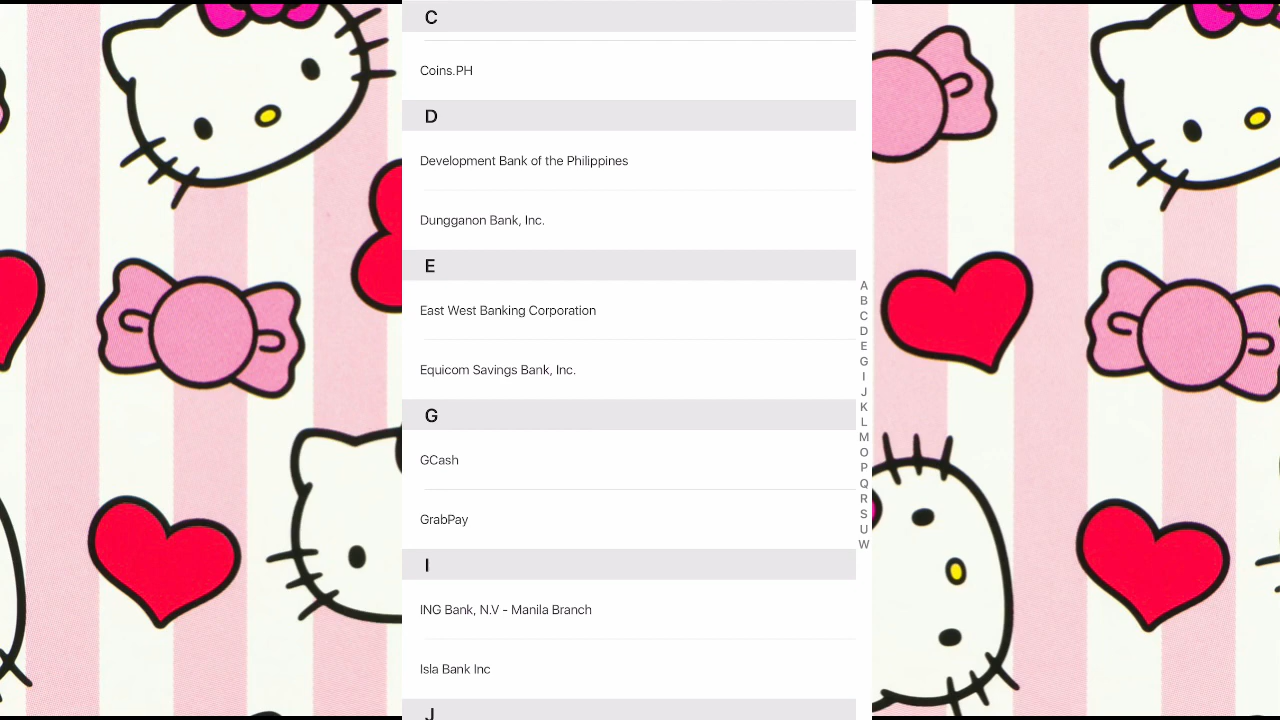 C
Coins.PH
D
Development Bank of the Philippines
Dungganon Bank, Inc.
E
East West Banking Corporation
Equicom Savings Bank, Inc.
G
GCash
GrabPay
I
ING Bank, N.V - Manila Branch
Isla Bank Inc
J
A
B
C
D
E
G
I
J
K
L
M
O
P
Q
R
S
U
W